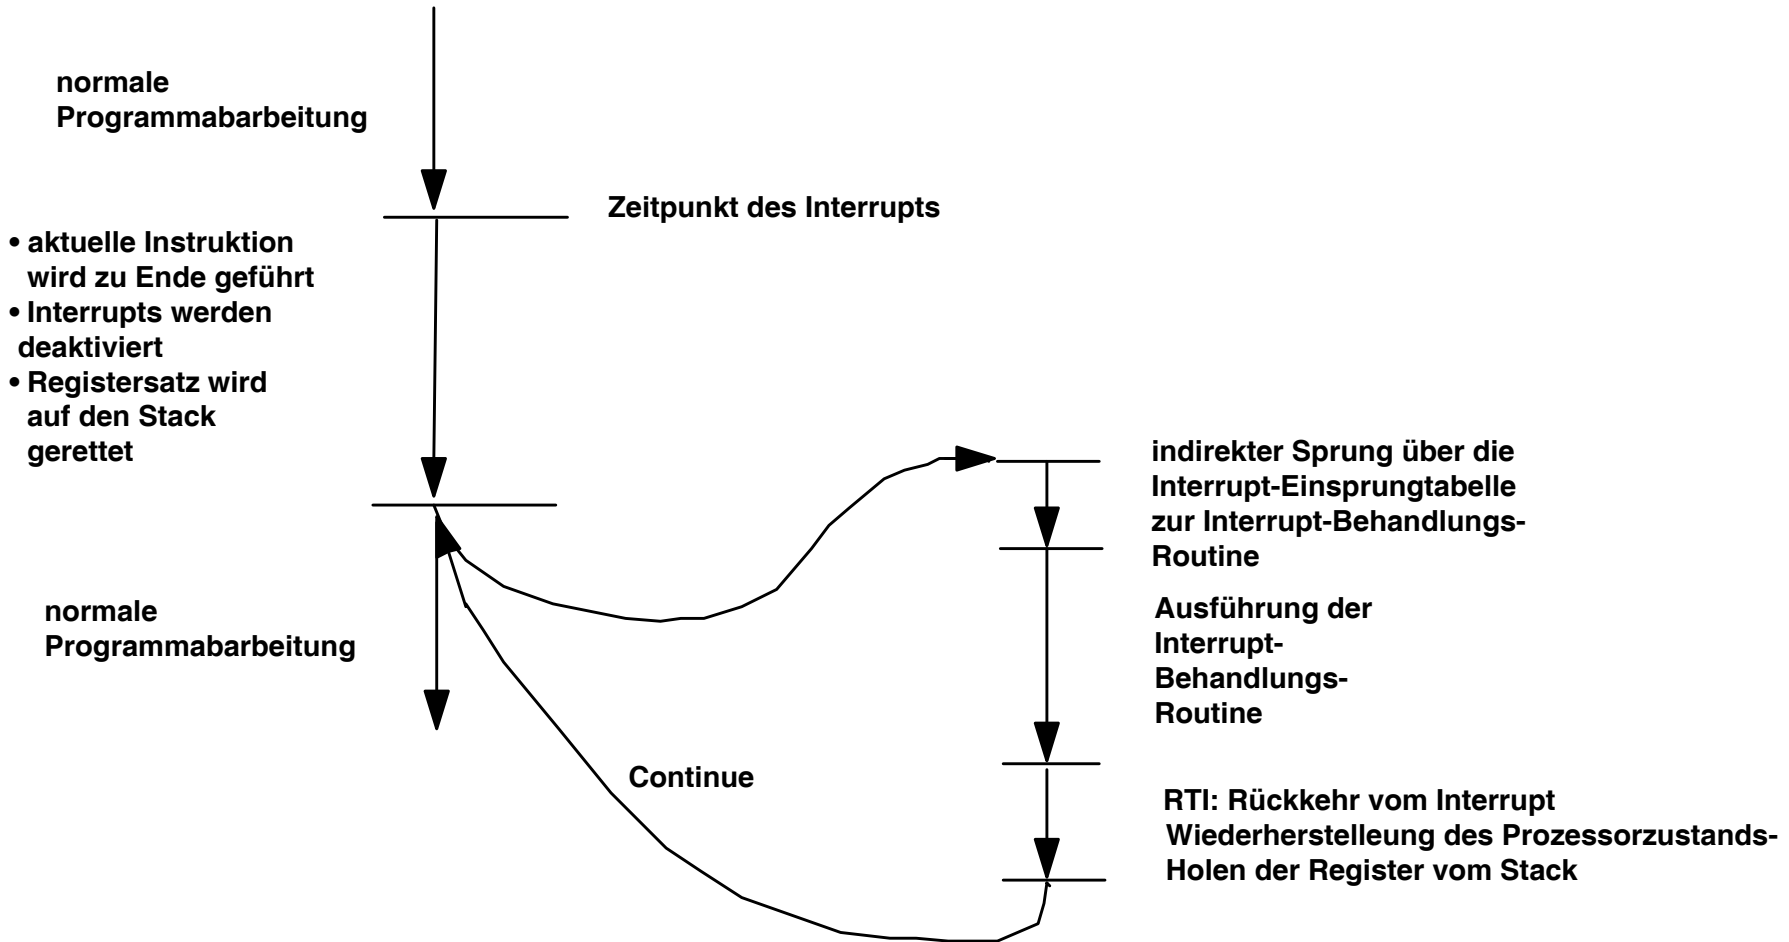 normale
Programmabarbeitung
Zeitpunkt des Interrupts
• aktuelle Instruktion
wird zu Ende geführt
• Interrupts werden
deaktiviert
• Registersatz wird
auf den Stack
gerettet
indirekter Sprung über die
Interrupt-Einsprungtabelle
zur Interrupt-Behandlungs-
Routine
normale
Programmabarbeitung
Ausführung der
Interrupt-
Behandlungs-
Routine
Continue
RTI: Rückkehr vom Interrupt
Wiederherstelleung des Prozessorzustands-
Holen der Register vom Stack